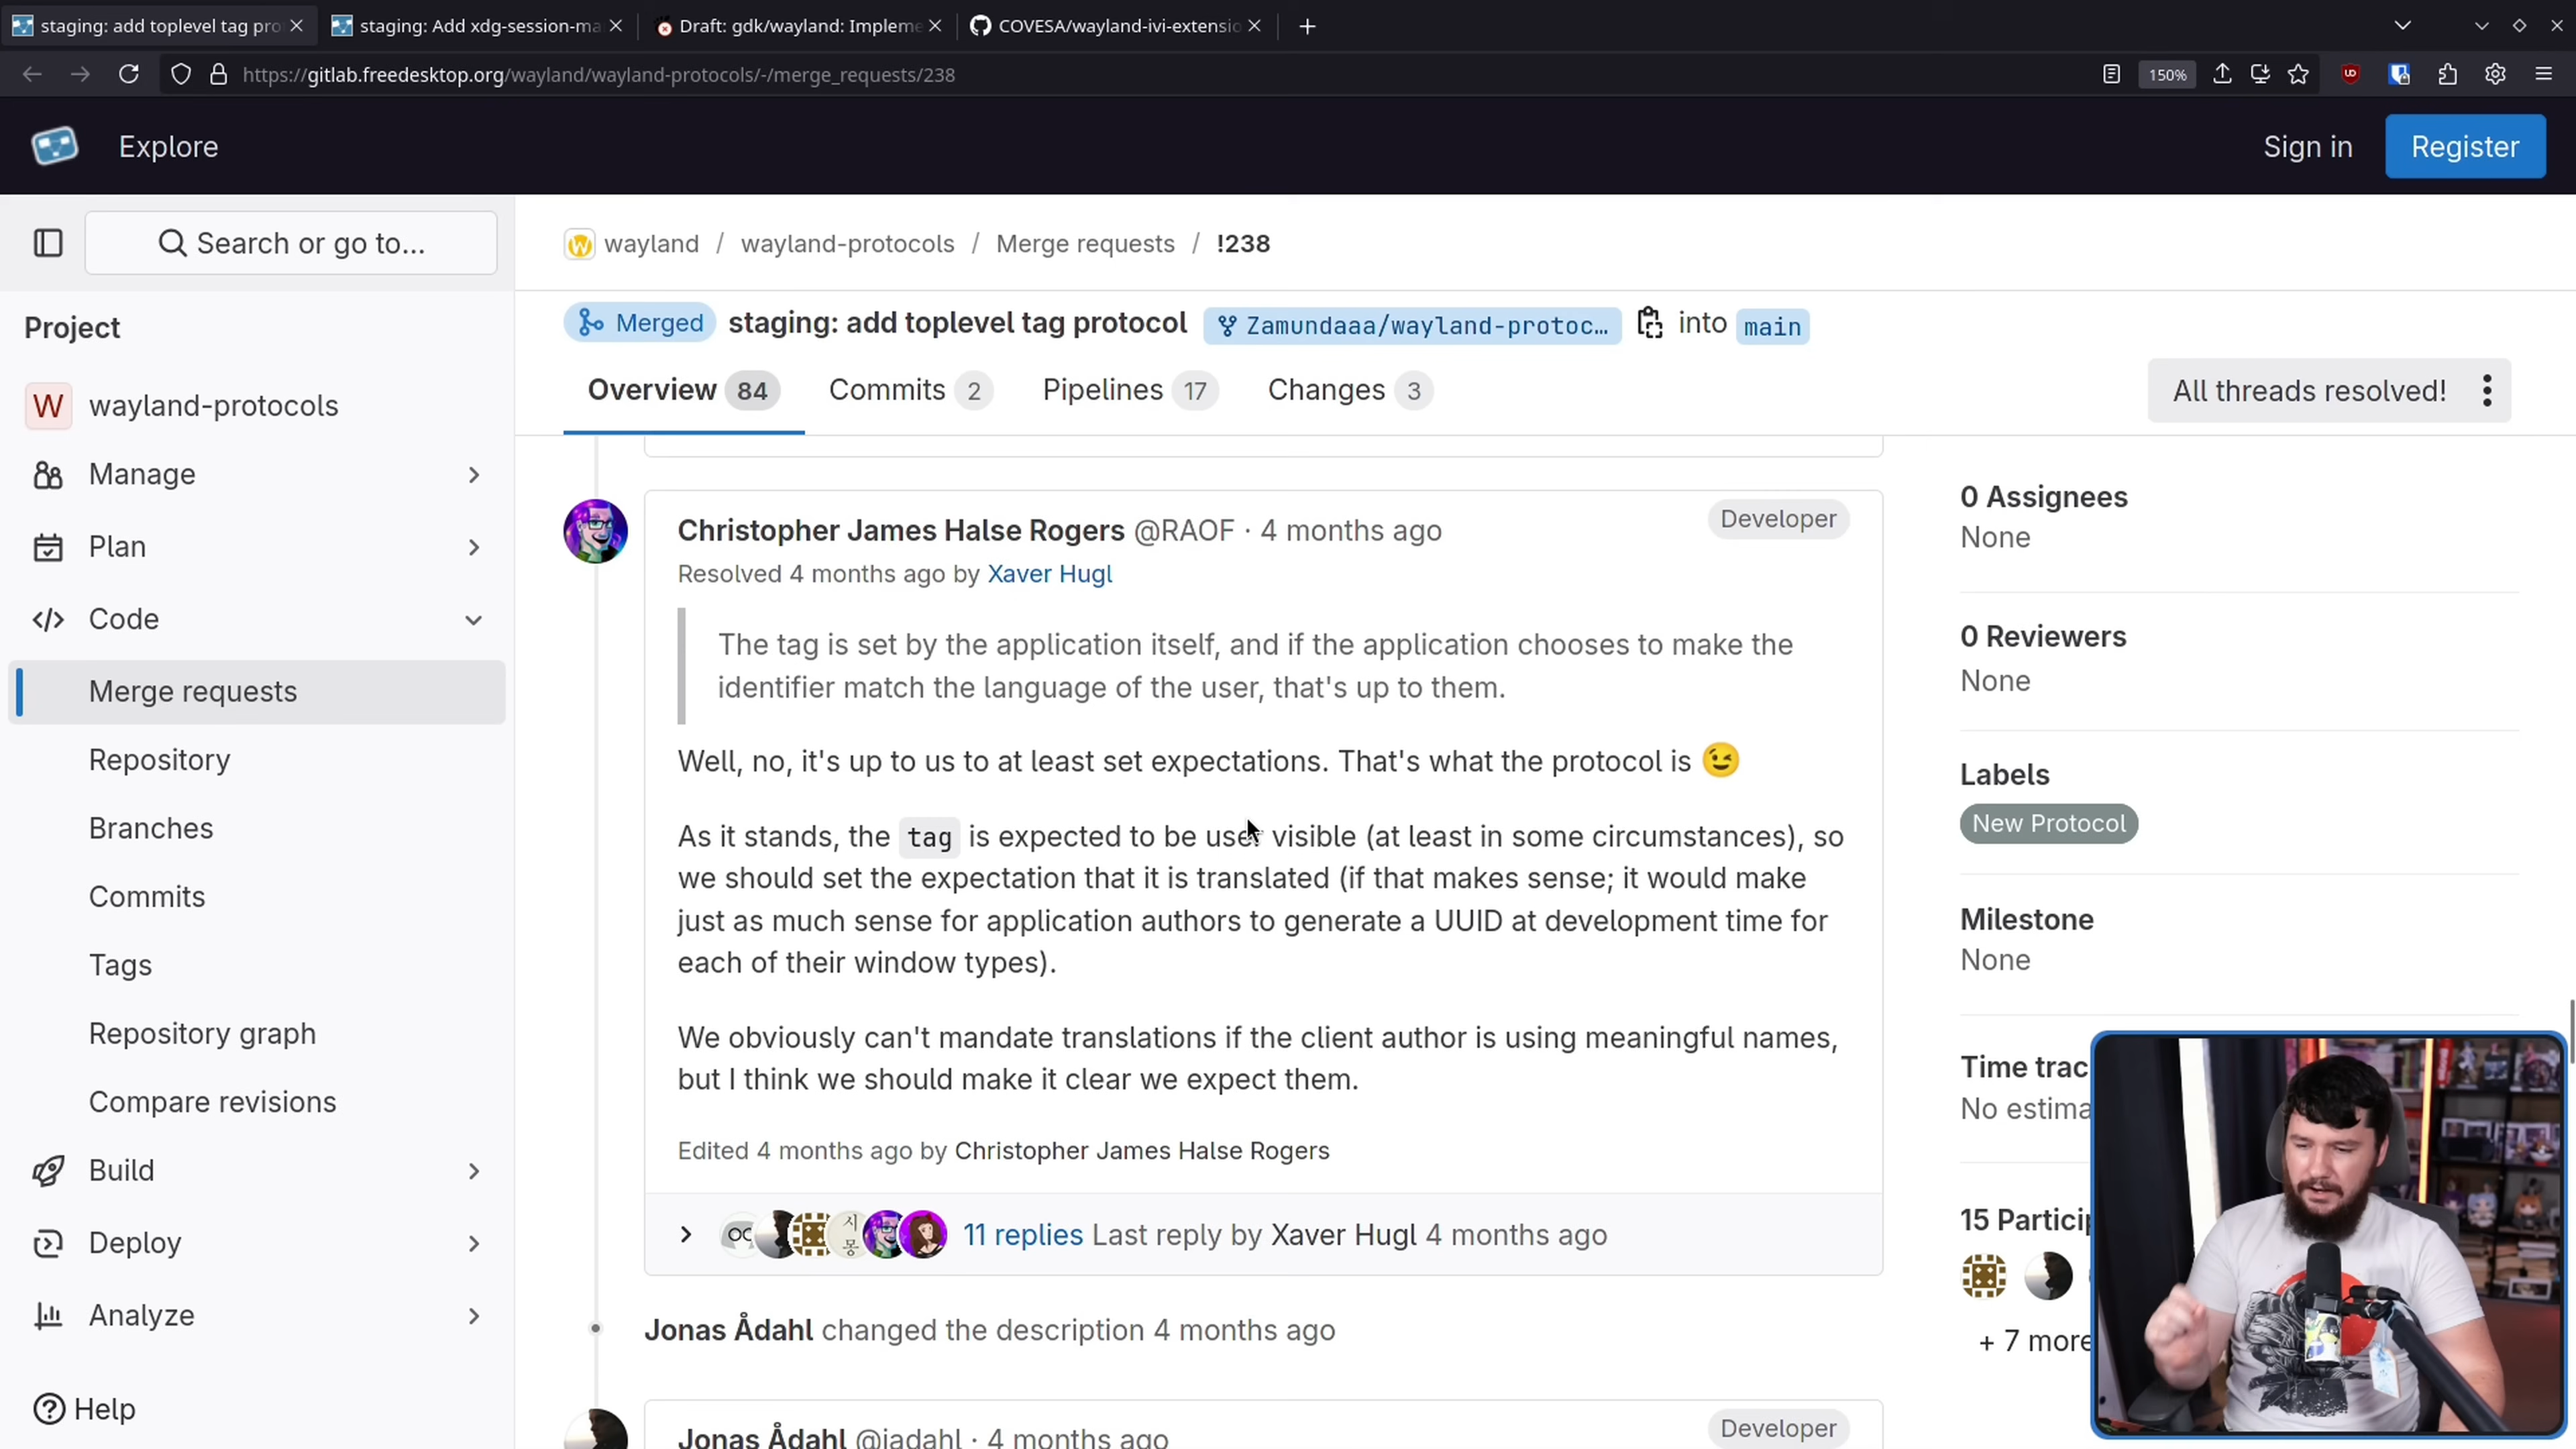 staging: add toplevel tag pro
staging: Add xdg-session-ma
Draft: gdk/wayland: Impleme
COVESA/wayland-ivi-extensio
https://gitlab.freedesktop.org/wayland/wayland-protocols/-/merge_requests/238
150%
Explore
Sign in
Register
Search or go to...
wayland / wayland-protocols / Merge requests / !238
Project
W wayland-protocols
Manage
Plan
Code
Merge requests
Repository
Branches
Commits
Tags
Repository graph
Compare revisions
Build
Deploy
Analyze
Help
Merged staging: add toplevel tag protocol Zamundaaa/wayland-protoc... into main
Overview 84 Commits 2 Pipelines 17 Changes 3
All threads resolved!
Christopher James Halse Rogers @RAOF · 4 months ago
Developer
Resolved 4 months ago by Xaver Hugl
The tag is set by the application itself, and if the application chooses to make the
identifier match the language of the user, that's up to them.
Well, no, it's up to us to at least set expectations. That's what the protocol is 😉
As it stands, the tag is expected to be user visible (at least in some circumstances), so
we should set the expectation that it is translated (if that makes sense; it would make
just as much sense for application authors to generate a UUID at development time for
each of their window types).
We obviously can't mandate translations if the client author is using meaningful names,
but I think we should make it clear we expect them.
Edited 4 months ago by Christopher James Halse Rogers
시
몽
11 replies Last reply by Xaver Hugl 4 months ago
Jonas Ådahl changed the description 4 months ago
Jonas Ådahl @jadahl · 4 months ago
Developer
0 Assignees
None
0 Reviewers
None
Labels
New Protocol
Milestone
None
Time trac
No estima
15 Particip
+ 7 more